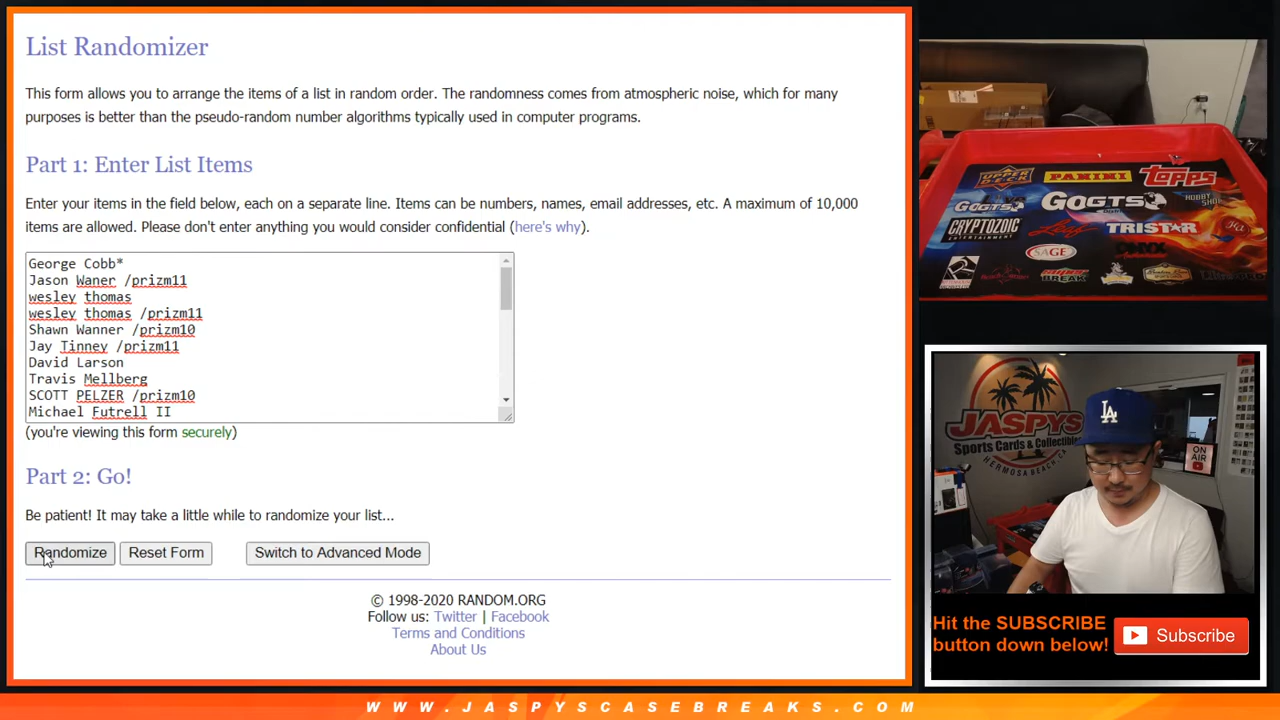 List Randomizer
This form allows you to arrange the items of a list in random order. The randomness comes from atmospheric noise, which for many
purposes is better than the pseudo-random number algorithms typically used in computer programs.
Part 1: Enter List Items
Enter your items in the field below, each on a separate line. Items can be numbers, names, email addresses, etc. A maximum of 10,000
items are allowed. Please don't enter anything you would consider confidential (here's why).
George Cobb*
Jason Waner /prizm11
wesley thomas
wesley thomas /prizm11
Shawn Wanner /prizm10
Jay Tinney /prizm11
David Larson
Travis Mellberg
SCOTT PELZER /prizm10
Michael Futrell II
(you're viewing this form securely)
Part 2: Go!
Be patient! It may take a little while to randomize your list...
Randomize Reset Form Switch to Advanced Mode
© 1998-2020 RANDOM.ORG
Follow us: Twitter | Facebook
Terms and Conditions
About Us
UPPER DECK PANINI TOPPS
GOGTS GOGTS HOBBY SHOP
CRYPTOZOIC ENTERTAINMENT Leaf TRISTAR
SAGE ONYX
BREAK
JASPYS
Sports Cards & Collectibles
HERMOSA BEACH, CA
ON AIR
LA
Hit the SUBSCRIBE
button down below!
Subscribe
WWW.JASPYSCASEBREAKS.COM